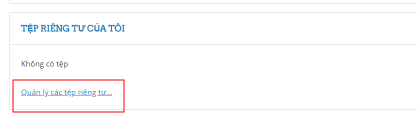 TỆP RIÊNG TƯ CỦA TÔI
Không có tệp
Quản lý các tệp riêng tư...